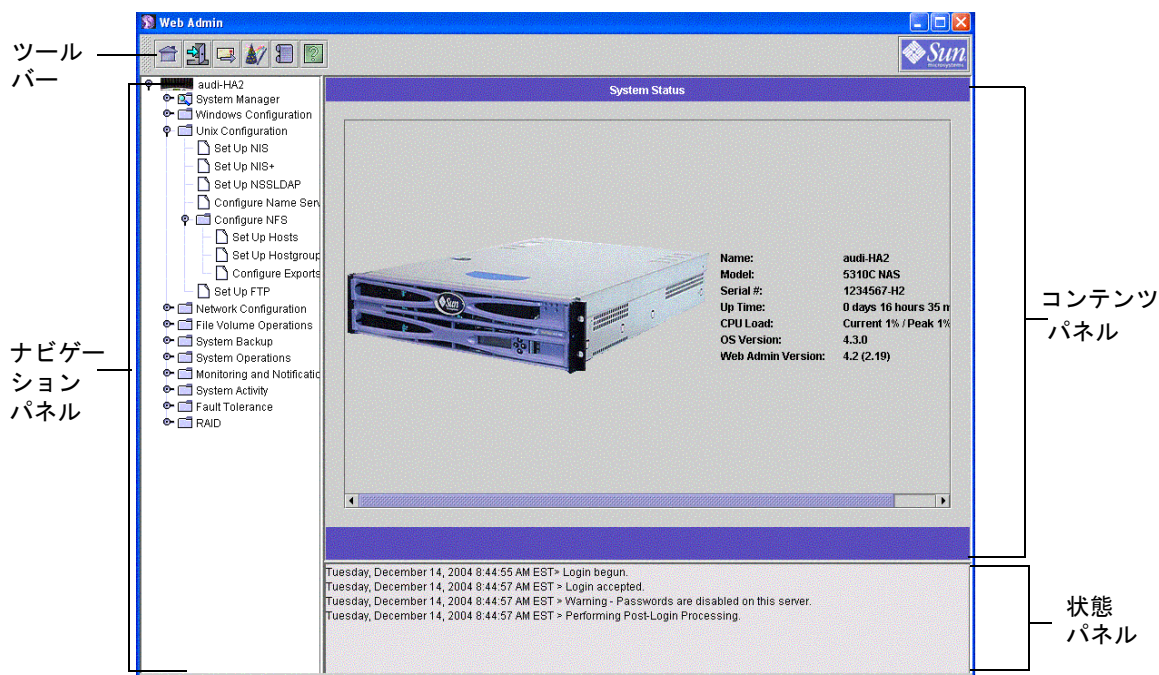 Web Admin
ツール
バー
Sun
microsystems
audi-HA2
System Manager
Windows Configuration
Unix Configuration
Set Up NIS
Set Up NIS+
Set Up NSSLDAP
Configure Name Serv
Configure NFS
Set Up Hosts
Set Up Hostgroup
Configure Exports
Set Up FTP
Network Configuration
File Volume Operations
System Backup
System Operations
Monitoring and Notificatic
System Activity
Fault Tolerance
RAID
ナビゲー
ション
パネル
System Status
Sun
Name: audi-HA2
Model: 5310C NAS
Serial #: 1234567-H2
Up Time: 0 days 16 hours 35 m
CPU Load: Current 1% / Peak 1%
OS Version: 4.3.0
Web Admin Version: 4.2 (2.19)
コンテンツ
パネル
Tuesday, December 14, 2004 8:44:55 AM EST> Login begun.
Tuesday, December 14, 2004 8:44:57 AM EST > Login accepted.
Tuesday, December 14, 2004 8:44:57 AM EST > Warning - Passwords are disabled on this server.
Tuesday, December 14, 2004 8:44:57 AM EST > Performing Post-Login Processing.
状態
パネル